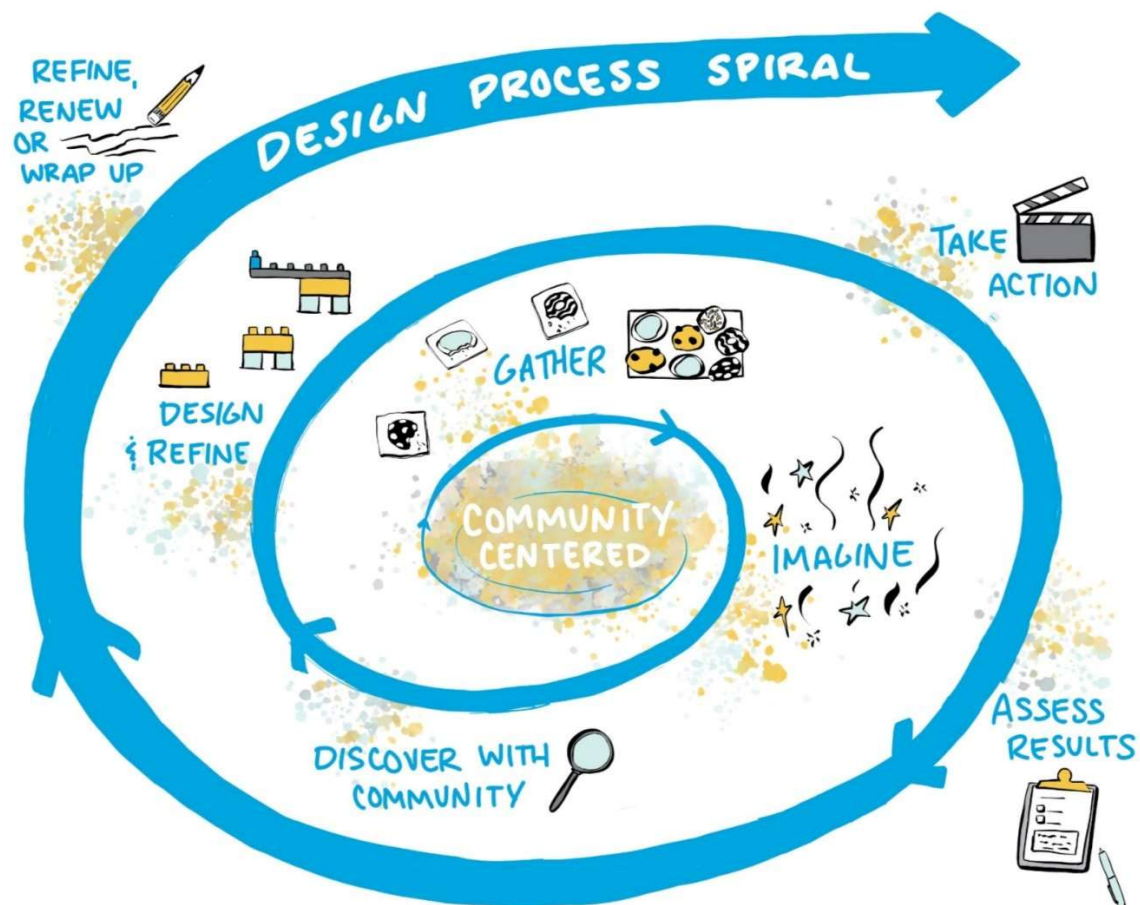 DESIGN PROCESS SPIRAL
REFINE,
RENEW
OR
WRAP UP
TAKE
ACTION
GATHER
DESIGN
& REFINE
COMMUNITY
CENTERED
IMAGINE
DISCOVER WITH
COMMUNITY
ASSESS
RESULTS